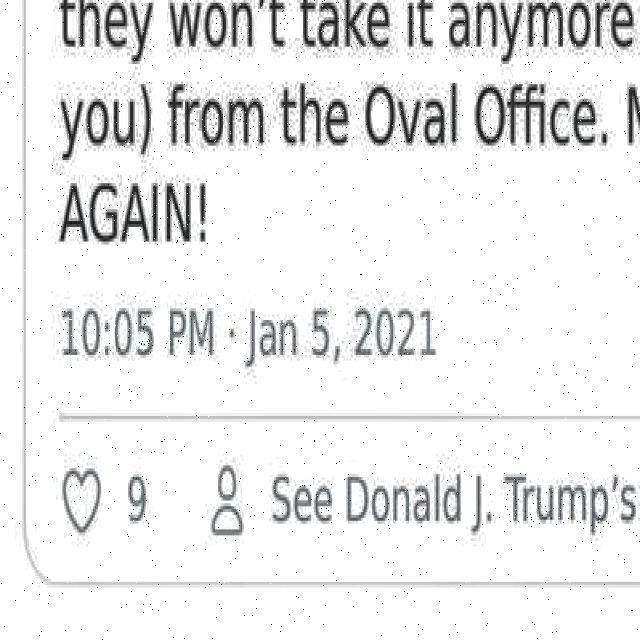 they won't take it anymore
you) from the Oval Office.
AGAIN!
10:05 PM · Jan 5, 2021
9 See Donald J. Trump's